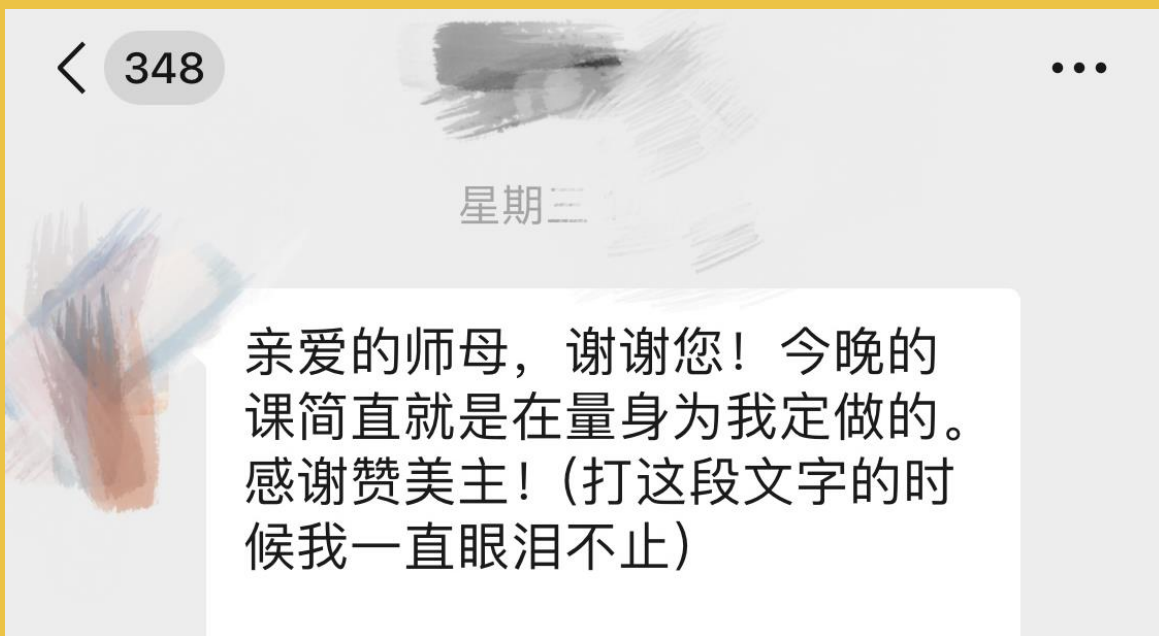 348
星期三
亲爱的师母，谢谢您！今晚的
课简直就是在量身为我定做的。
感谢赞美主！(打这段文字的时
候我一直眼泪不止)